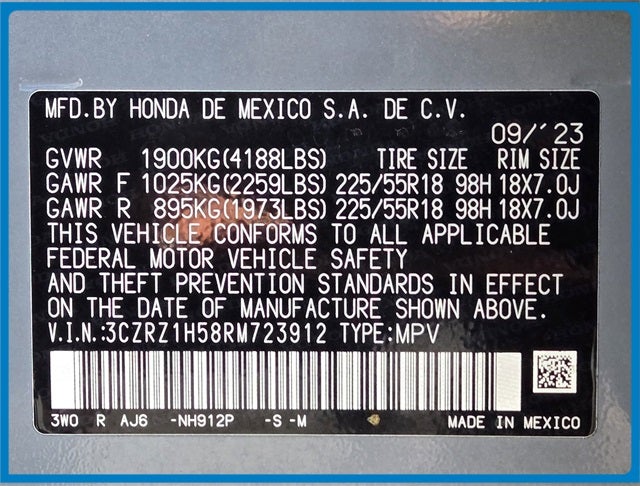 MFD.BY HONDA DE MEXICO S.A. DE C.V.
09/'23
GVWR 1900KG(4188LBS) TIRE SIZE RIM SIZE
GAWR F 1025KG(2259LBS) 225/55R18 98H 18X7.0J
GAWR R 895KG(1973LBS) 225/55R18 98H 18X7.0J
THIS VEHICLE CONFORMS TO ALL APPLICABLE
FEDERAL MOTOR VEHICLE SAFETY
AND THEFT PREVENTION STANDARDS IN EFFECT
ON THE DATE OF MANUFACTURE SHOWN ABOVE.
V.I.N.:3CZRZ1H58RM723912 TYPE:MPV
3W0 R AJ6 -NH912P -S -M MADE IN MEXICO